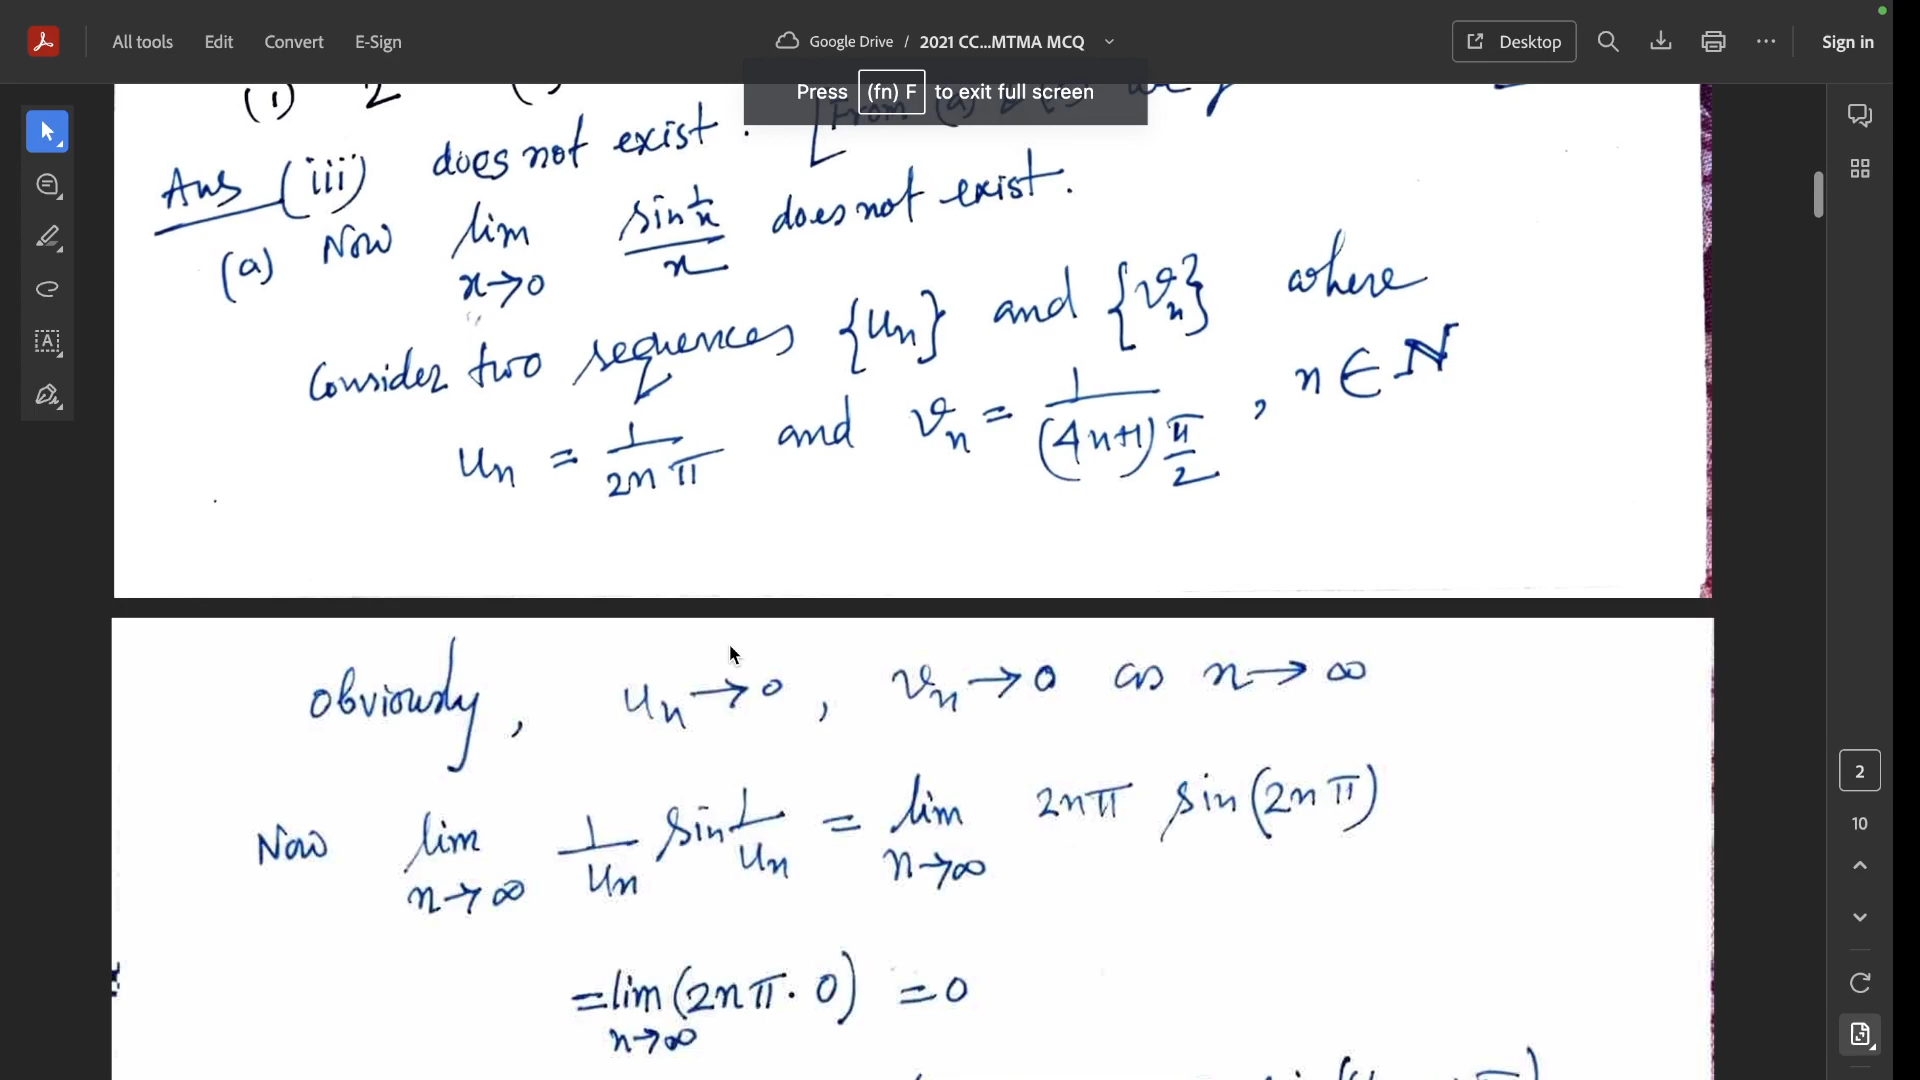 All tools Edit Convert E-Sign Google Drive / 2021 CC...MTMA MCQ Desktop Sign in
Press (fn) F to exit full screen
(i) 2
Ans (iii) does not exist. [From (a)
(a) Now lim x→0 sin 1/x / x does not exist.
Consider two sequences {un} and {vn} where
un = 1/2nπ and vn = 1/(4n+1)π/2 , n ∈ N
obviously, un→0, vn→0 as n→∞
Now lim n→∞ 1/un sin 1/un = lim n→∞ 2nπ sin(2nπ)
= lim n→∞ (2nπ · 0) = 0
2
10